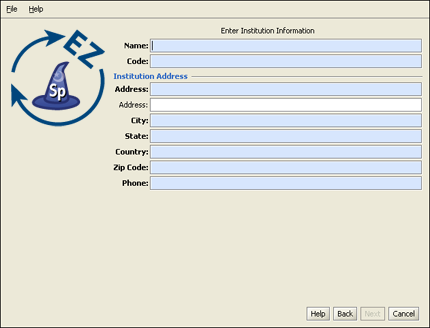 File Help
EZ
Sp
Enter Institution Information
Name:
Code:
Institution Address
Address:
Address:
City:
State:
Country:
Zip Code:
Phone:
Help Back Next Cancel